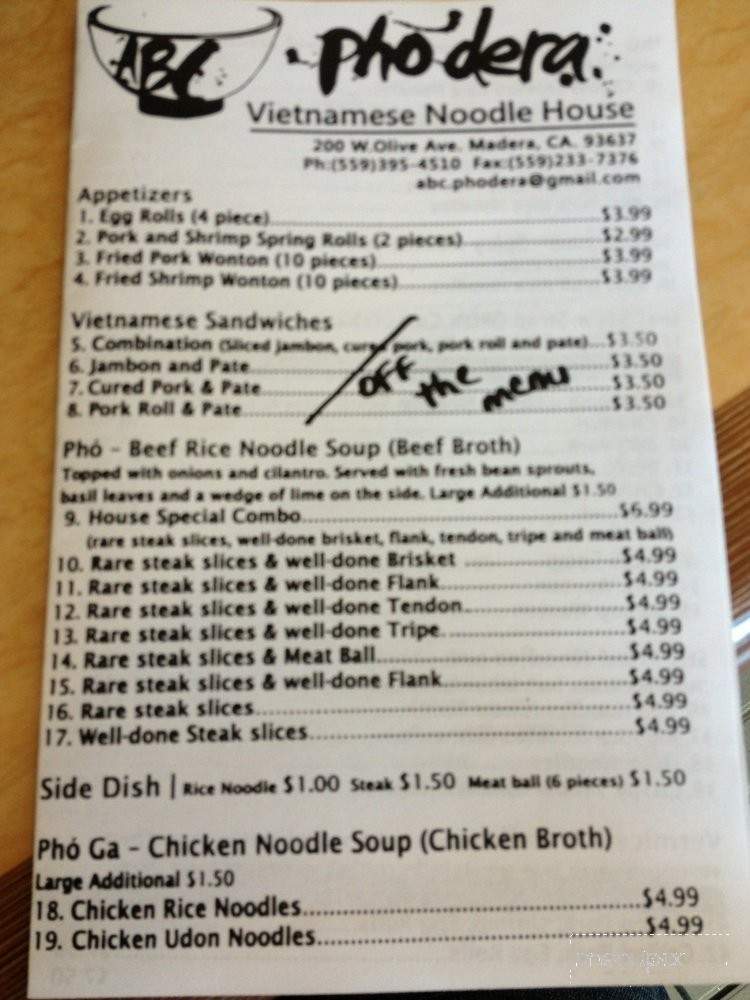 ABC phở'dera
Vietnamese Noodle House
200 W.Olive Ave. Madera, CA. 93637
Ph:(559)395-4510 Fax:(559)233-7376
abc.phodera@gmail.com
Appetizers
1. Egg Rolls (4 piece)...$3.99
2. Pork and Shrimp Spring Rolls (2 pieces)...$2.99
3. Fried Pork Wonton (10 pieces)...$3.99
4. Fried Shrimp Wonton (10 pieces)...$3.99
Vietnamese Sandwiches
5. Combination (Sliced jambon, cured pork, pork roll and pate)...$3.50
6. Jambon and Pate...$3.50
7. Cured Pork & Pate...$3.50
8. Pork Roll & Pate...$3.50
off the menu
Phó - Beef Rice Noodle Soup (Beef Broth)
Topped with onions and cilantro. Served with fresh bean sprouts,
basil leaves and a wedge of lime on the side. Large Additional $1.50
9. House Special Combo...$6.99
(rare steak slices, well-done brisket, flank, tendon, tripe and meat ball)
10. Rare steak slices & well-done Brisket ...$4.99
11. Rare steak slices & well-done Flank...$4.99
12. Rare steak slices & well-done Tendon...$4.99
13. Rare steak slices & well-done Tripe...$4.99
14. Rare steak slices & Meat Ball...$4.99
15. Rare steak slices & well-done Flank...$4.99
16. Rare steak slices...$4.99
17. Well-done Steak slices...$4.99
Side Dish | Rice Noodle $1.00 Steak $1.50 Meat ball (6 pieces) $1.50
Phó Ga - Chicken Noodle Soup (Chicken Broth)
Large Additional $1.50
18. Chicken Rice Noodles...$4.99
19. Chicken Udon Noodles...$4.99